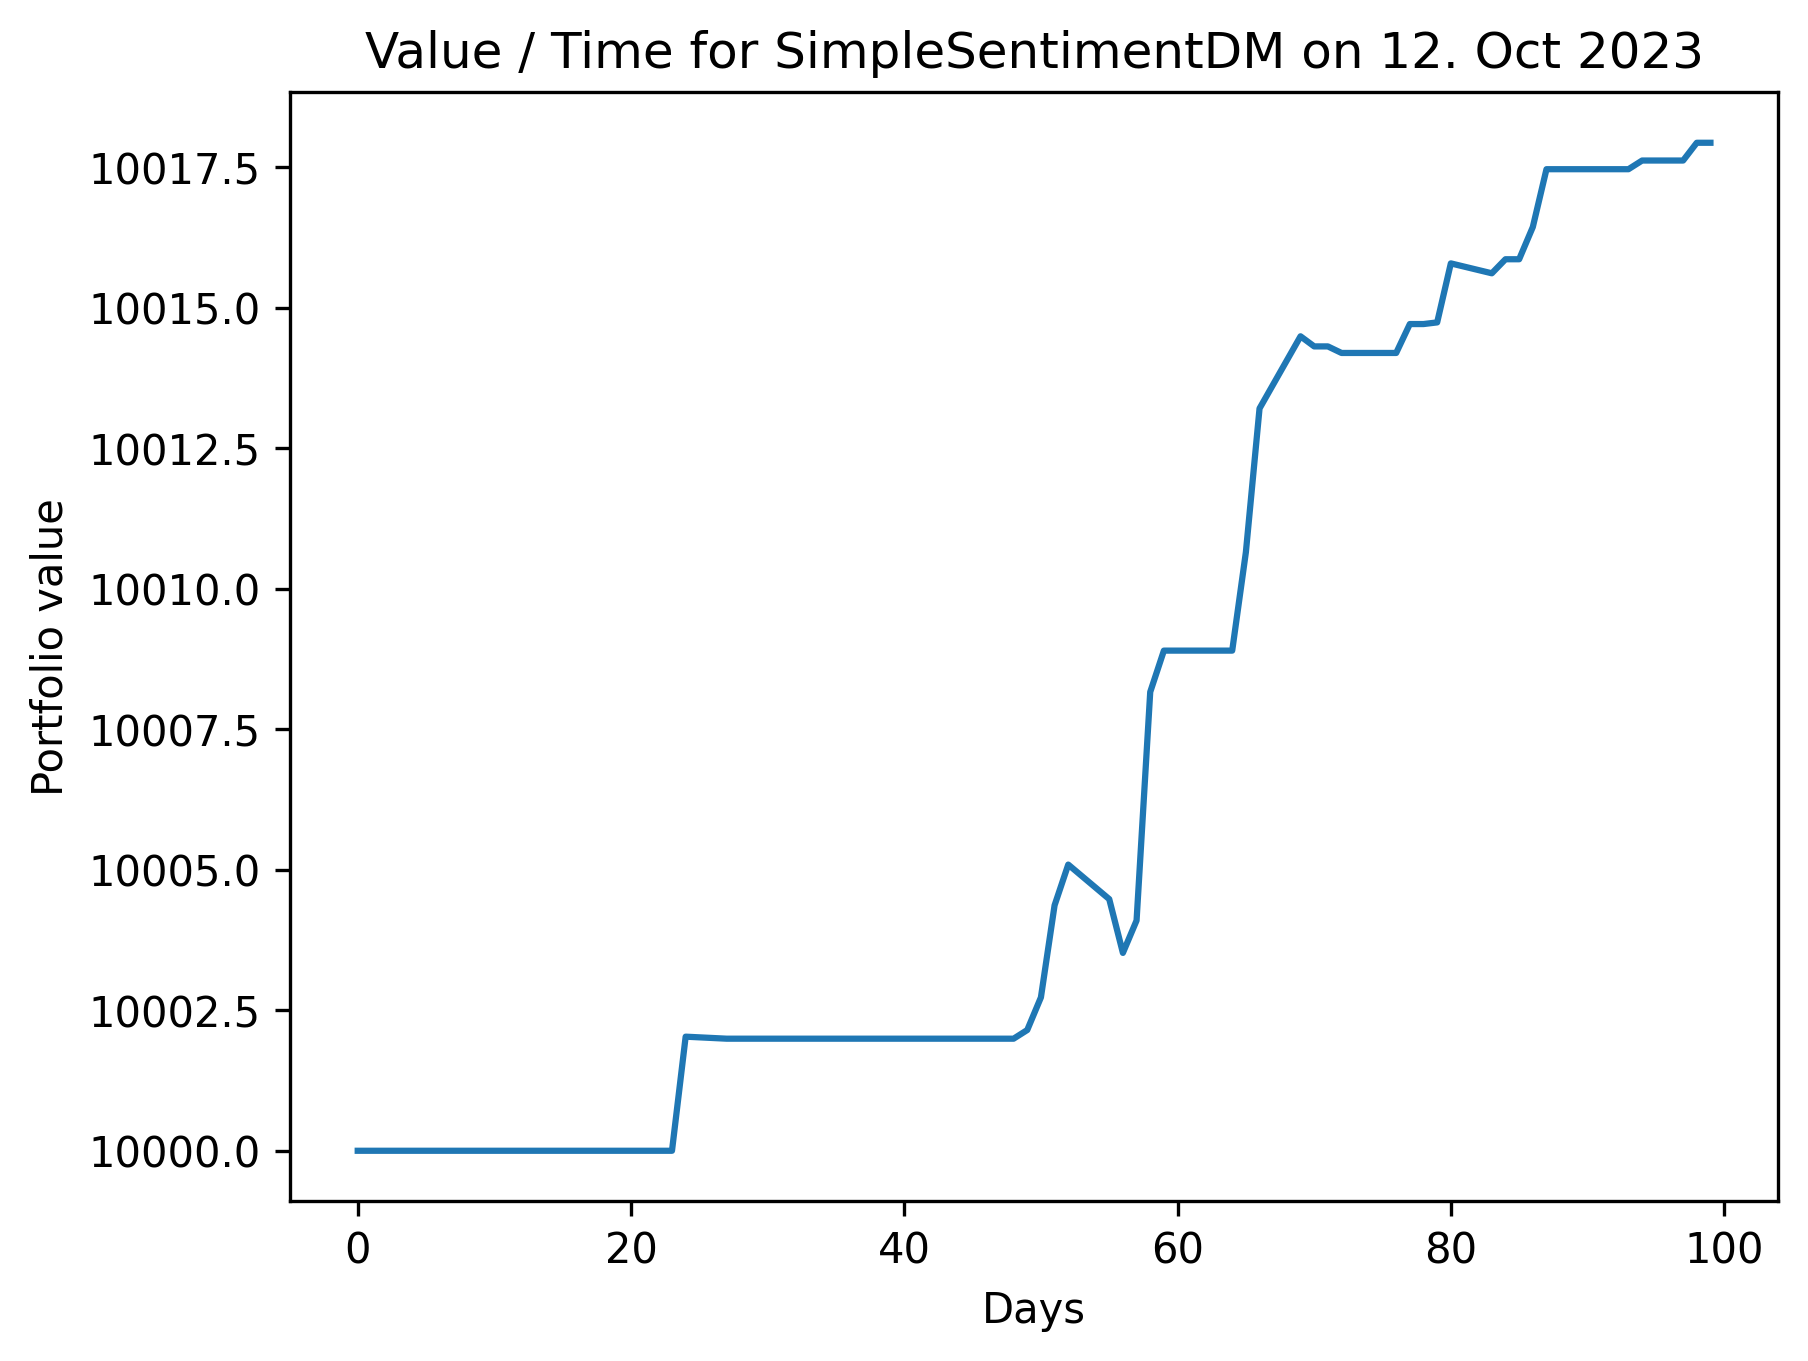 Value / Time for SimpleSentimentDM on 12. Oct 2023
10017.5
10015.0
10012.5
10010.0
10007.5
10005.0
10002.5
10000.0
Portfolio value
0 20 40 60 80 100
Days